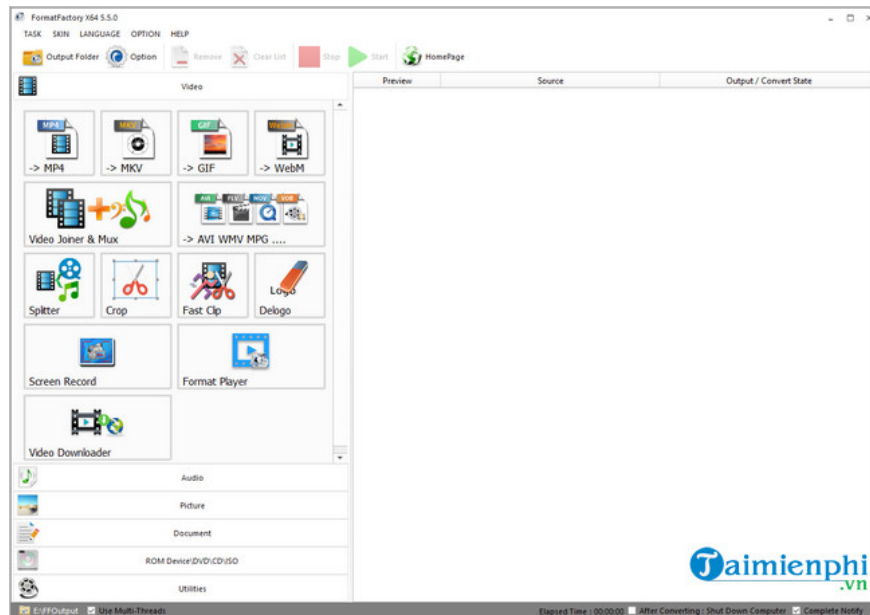 FormatFactory X64 5.5.0
TASK SKIN LANGUAGE OPTION HELP
Output Folder Option Remove Clear List Stop Start HomePage
Video
Preview Source Output / Convert State
MP4 MKV GIF WebM
-> MP4 -> MKV -> GIF -> WebM
AVI FLV MOV VOB
Video Joiner & Mux -> AVI WMV MPG ....
Logo
Splitter Crop Fast Clip Delogo
Screen Record Format Player
Video Downloader
Audio
Picture
Document
ROM Device\DVD\CD\ISO
Utilities
Taimienphi
.vn
E:\FFOutput Use Multi-Threads Elapsed Time : 00:00:00 After Converting : Shut Down Computer Complete Notify